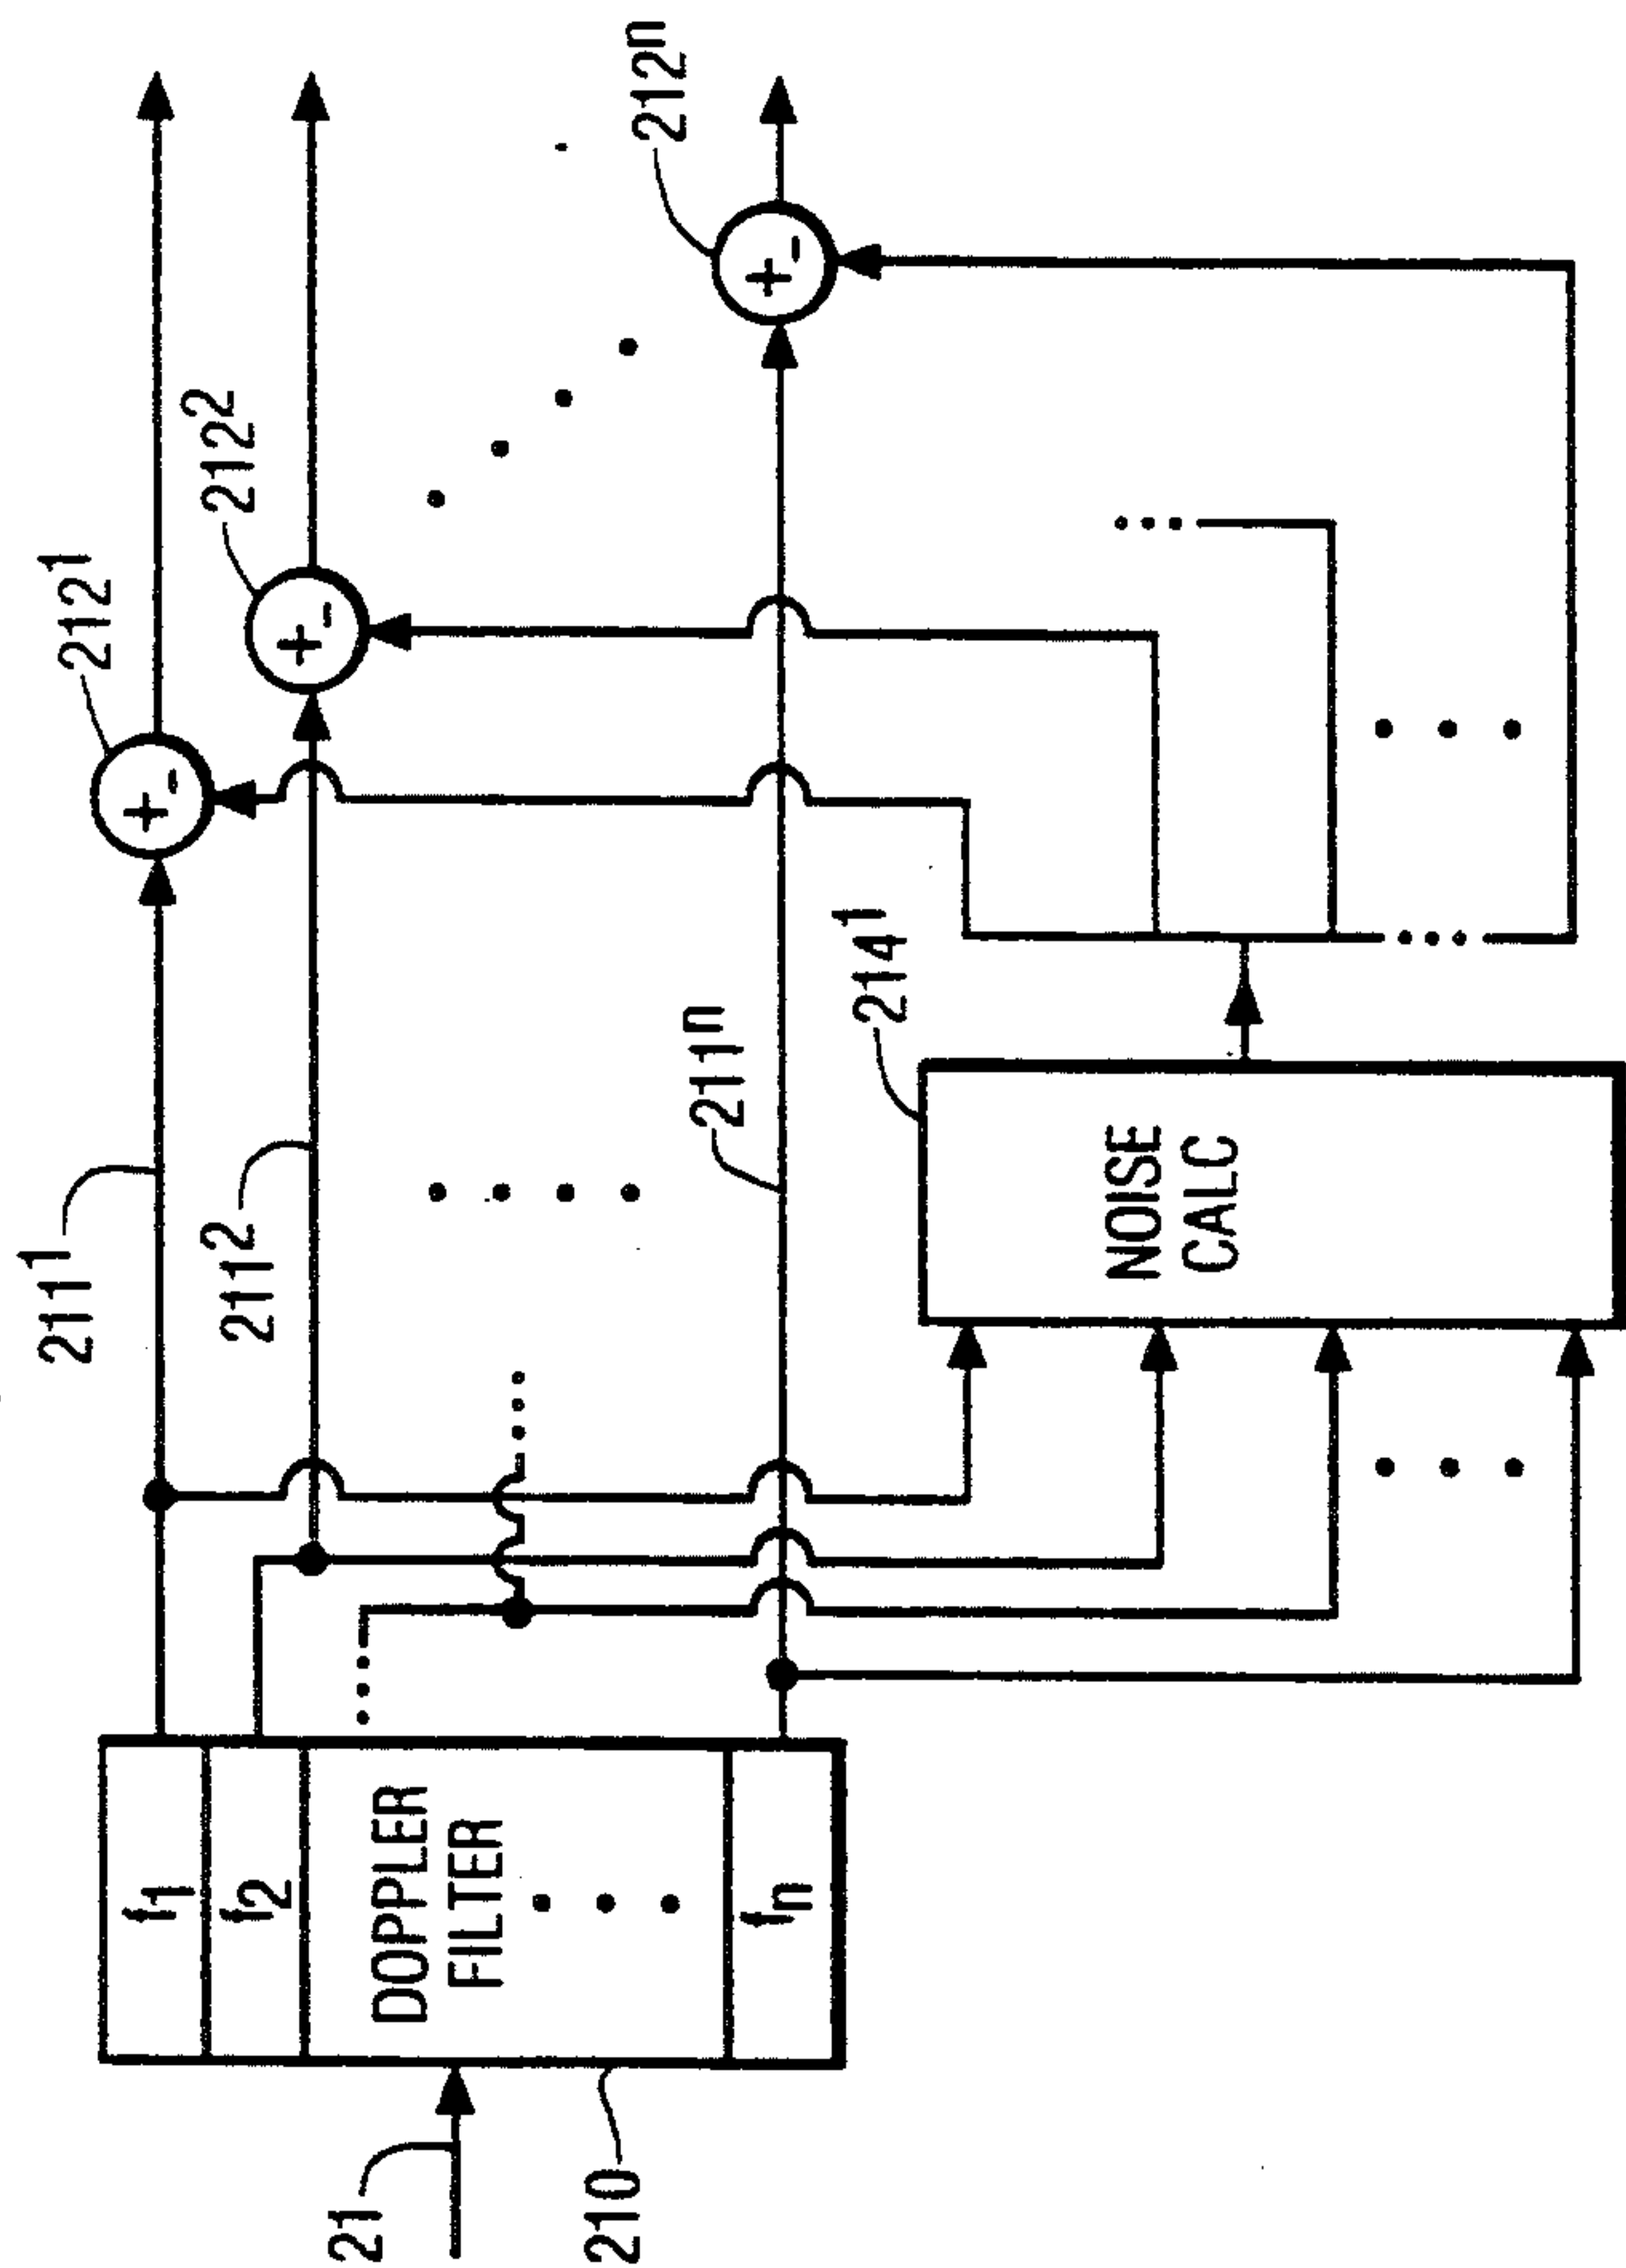 21
210
f₁
f₂
DOPPLER
FILTER
fₙ
211¹
211²
211ⁿ
NOISE
CALC
214¹
212¹
212²
212ⁿ
+ -
+ -
+ -